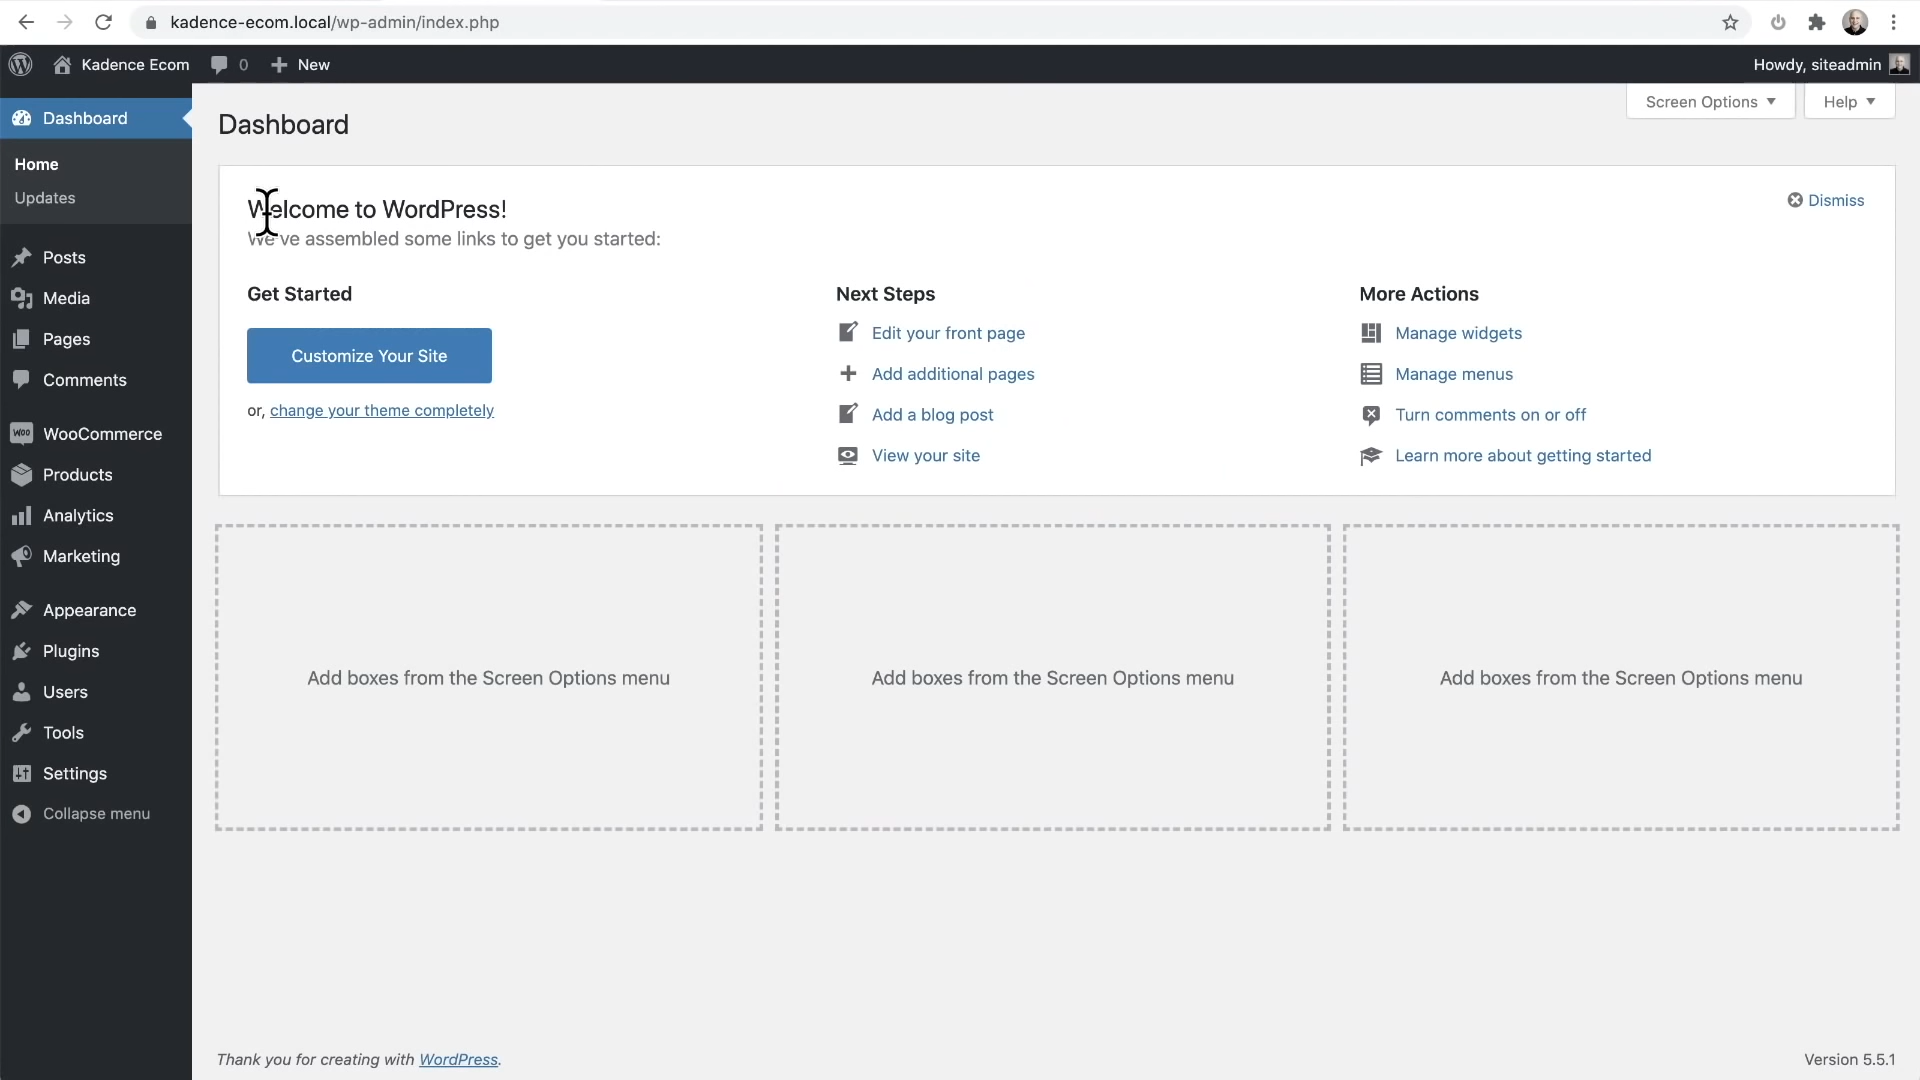 kadence-ecom.local/wp-admin/index.php
Kadence Ecom 0 New Howdy, siteadmin
Screen Options Help
Dashboard
Home
Updates
Posts
Media
Pages
Comments
WOO WooCommerce
Products
Analytics
Marketing
Appearance
Plugins
Users
Tools
Settings
Collapse menu
Dashboard
Welcome to WordPress!
Dismiss
We've assembled some links to get you started:
Get Started
Customize Your Site
or, change your theme completely
Next Steps
Edit your front page
Add additional pages
Add a blog post
View your site
More Actions
Manage widgets
Manage menus
Turn comments on or off
Learn more about getting started
Add boxes from the Screen Options menu
Add boxes from the Screen Options menu
Add boxes from the Screen Options menu
Thank you for creating with WordPress.
Version 5.5.1